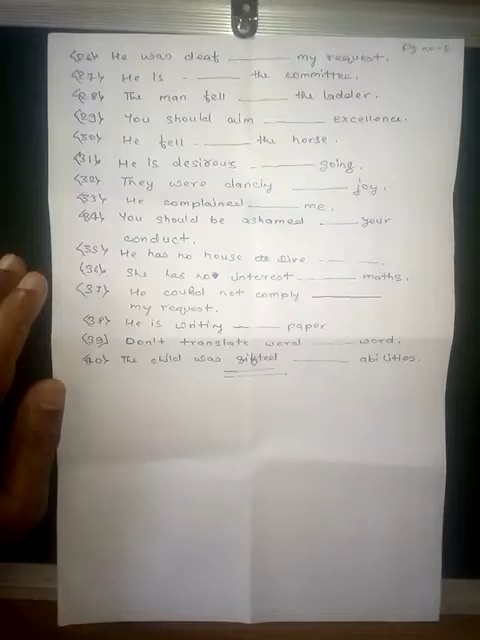 Pg no-2
(26) He was deaf ______ my request.
(27) He is ______ the committee.
(28) The man fell ______ the ladder.
(29) You should aim ______ excellence.
(30) He fell ______ the horse.
(31) He is desirous ______ going.
(32) They were dancing ______ joy.
(33) He complained ______ me.
(34) You should be ashamed ______ your
conduct.
(35) He has no house to live ______.
(36) She has no interest ______ maths.
(37) He could not comply ______
my request.
(38) He is writing ______ paper
(39) Don't translate word ______ word.
(40) The child was gifted ______ abilities.